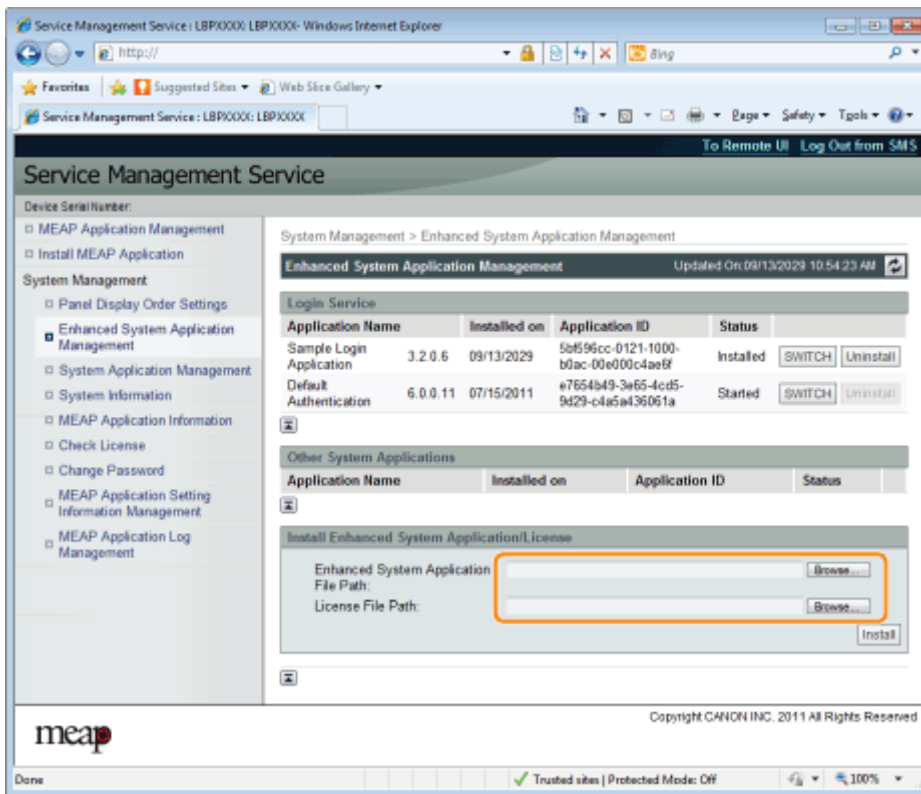 Service Management Service : LBPXXXX: LBPXXXX- Windows Internet Explorer
http://
Bing
Favorites
Suggested Sites
Web Slice Gallery
Service Management Service : LBPXXXX: LBPXXXX
Page
Safety
Tools
To Remote UI Log Out from SMS
Service Management Service
Device Serial Number:
MEAP Application Management
Install MEAP Application
System Management
Panel Display Order Settings
Enhanced System Application
Management
System Application Management
System Information
MEAP Application Information
Check License
Change Password
MEAP Application Setting
Information Management
MEAP Application Log
Management
System Management > Enhanced System Application Management
Enhanced System Application Management Updated On:09/13/2029 10:54:23 AM
Login Service
Application Name Installed on Application ID Status
Sample Login
Application 3.2.0.6 09/13/2029 5bf596cc-0121-1000-
b0ac-00e000c4ae6f Installed SWITCH Uninstall
Default
Authentication 6.0.0.11 07/15/2011 e7654b49-3e65-4cd5-
9d29-c4a5a436061a Started SWITCH Uninstall
Other System Applications
Application Name Installed on Application ID Status
Install Enhanced System Application/License
Enhanced System Application
File Path: Browse...
License File Path: Browse...
Install
meap
Copyright CANON INC. 2011 All Rights Reserved
Done
Trusted sites | Protected Mode: Off
100%